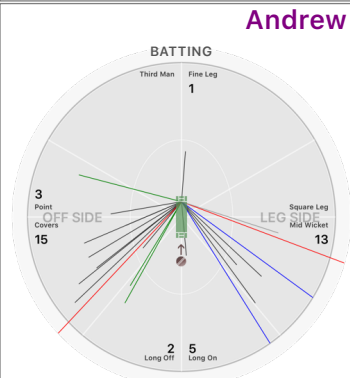 Andrew
BATTING
Third Man Fine Leg
1
3
Point Square Leg
OFF SIDE LEG SIDE
Covers Mid Wicket
15 13
2 5
Long Off Long On